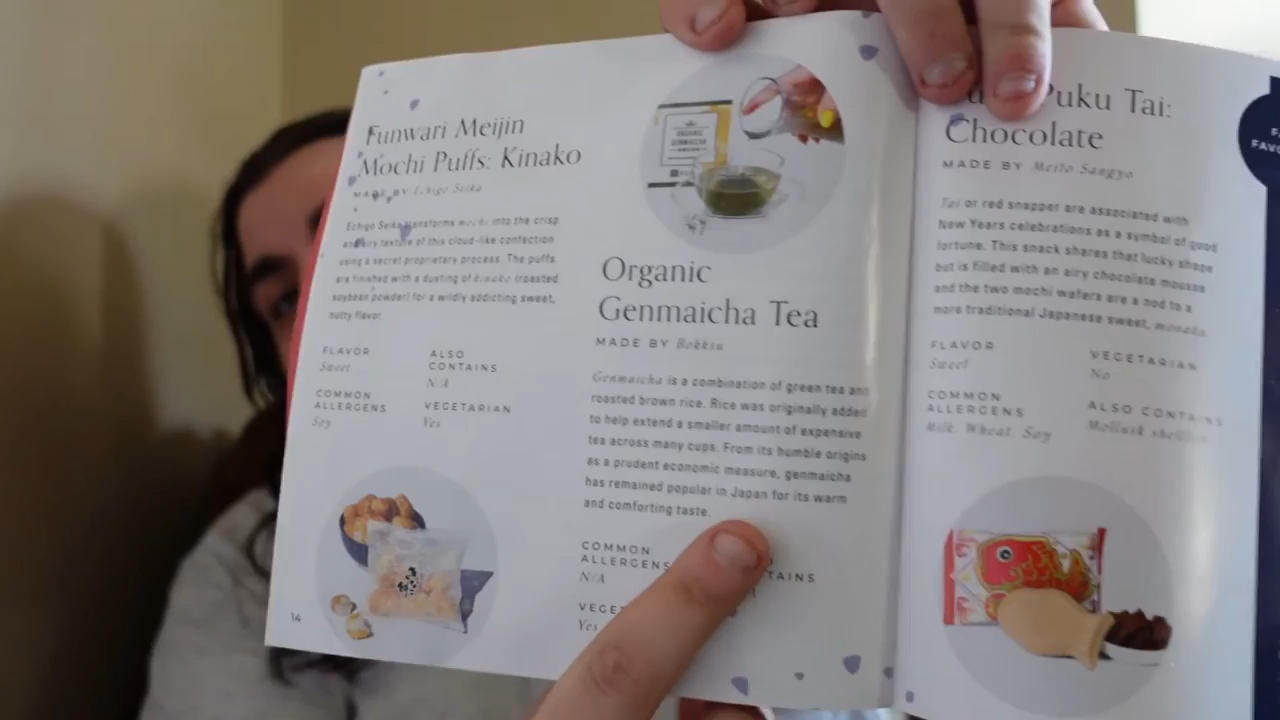 Funwari Meijin
Mochi Puffs: Kinako
MADE BY Echigo Seika
Echigo Seika transforms mochi into the crisp
and airy texture of this cloud-like confection
using a secret proprietary process. The puffs
are finished with a dusting of kinako (roasted
soybean powder) for a wildly addicting sweet,
nutty flavor.
FLAVOR
Sweet
ALSO
CONTAINS
N/A
COMMON
ALLERGENS
Soy
VEGETARIAN
Yes
14
ORGANIC
GENMAICHA
Organic
Genmaicha Tea
MADE BY Bokksu
Genmaicha is a combination of green tea and
roasted brown rice. Rice was originally added
to help extend a smaller amount of expensive
tea across many cups. From its humble origins
as a prudent economic measure, genmaicha
has remained popular in Japan for its warm
and comforting taste.
COMMON
ALLERGENS
N/A
Yes
Puku Tai:
Chocolate
MADE BY Meito Sangyo
Tai or red snapper are associated with
New Years celebrations as a symbol of good
fortune. This snack shares that lucky shape
but is filled with an airy chocolate mousse
and the two mochi wafers are a nod to a
more traditional Japanese sweet, monaka.
FLAVOR
Sweet
VEGETARIAN
No
COMMON
ALLERGENS
Milk, Wheat, Soy
ALSO CONTAINS
Mollusk